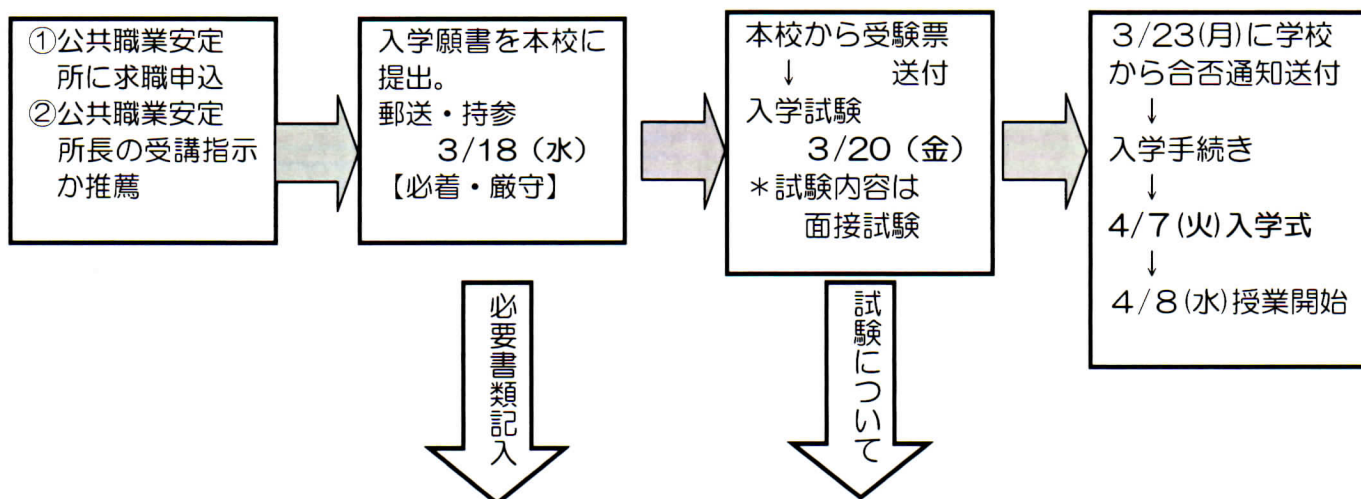 ①公共職業安定
所に求職申込
②公共職業安定
所長の受講指示
か推薦
入学願書を本校に
提出。
郵送・持参
3/18（水）
【必着・厳守】
本校から受験票
↓　送付
入学試験
3/20（金）
＊試験内容は
面接試験
3/23(月)に学校
から合否通知送付
↓
入学手続き
↓
4/7(火)入学式
↓
4/8(水)授業開始
必要書類記入
試験について